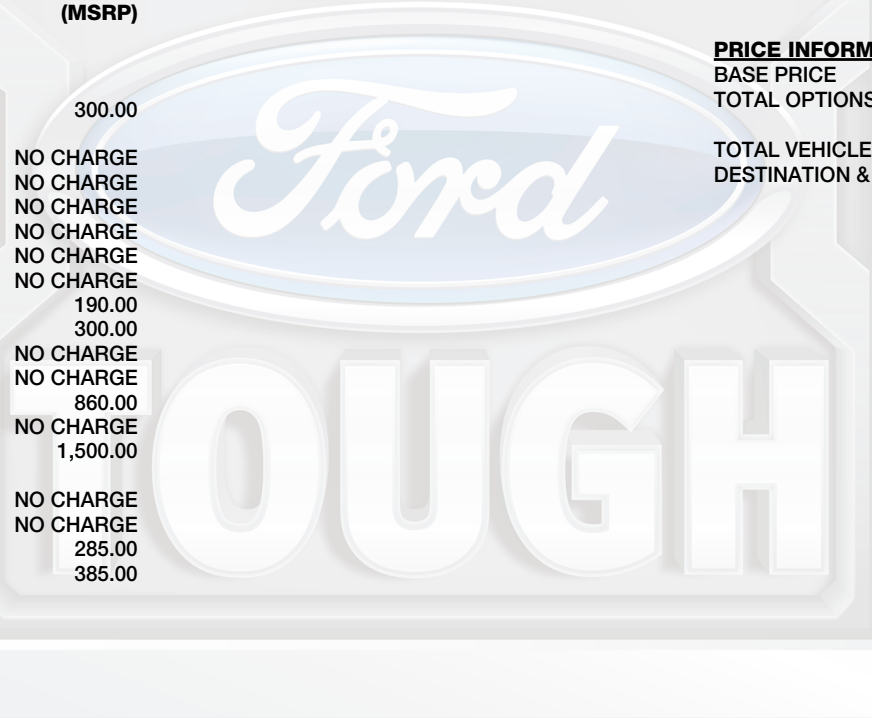 (MSRP)
300.00
NO CHARGE
NO CHARGE
NO CHARGE
NO CHARGE
NO CHARGE
NO CHARGE
190.00
300.00
NO CHARGE
NO CHARGE
860.00
NO CHARGE
1,500.00
NO CHARGE
NO CHARGE
285.00
385.00
PRICE INFORM
BASE PRICE
TOTAL OPTIONS
TOTAL VEHICLE
DESTINATION &
Ford
TOUGH